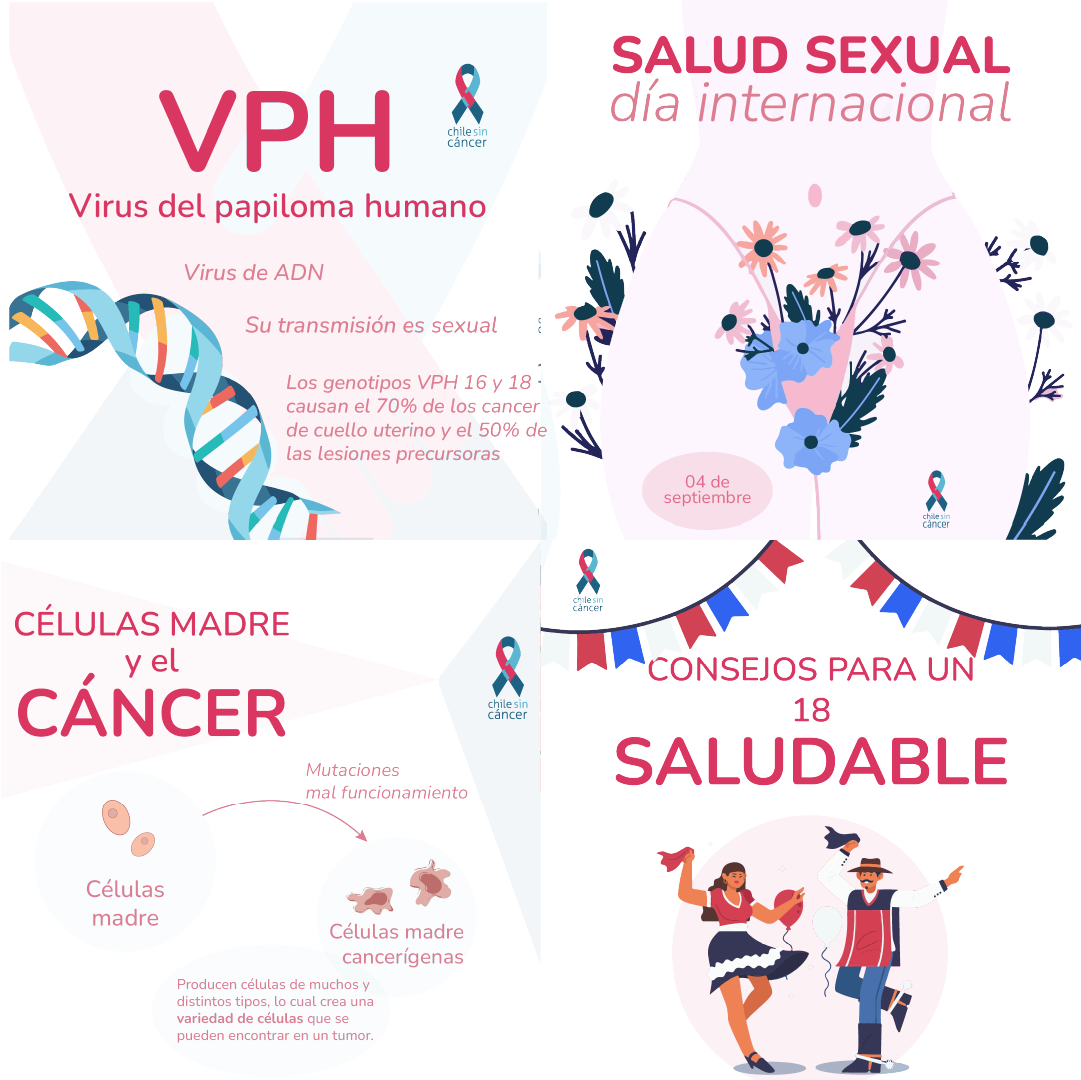 VPH
chile sin
cáncer
Virus del papiloma humano
Virus de ADN
Su transmisión es sexual
Los genotipos VPH 16 y 18
causan el 70% de los cancer
de cuello uterino y el 50% de
las lesiones precursoras
SALUD SEXUAL
día internacional
04 de
septiembre
chile sin
cáncer
CÉLULAS MADRE
y el
CÁNCER
chile sin
cáncer
Mutaciones
mal funcionamiento
Células
madre
Células madre
cancerígenas
Producen células de muchos y
distintos tipos, lo cual crea una
variedad de células que se
pueden encontrar en un tumor.
chile sin
cáncer
CONSEJOS PARA UN
18
SALUDABLE